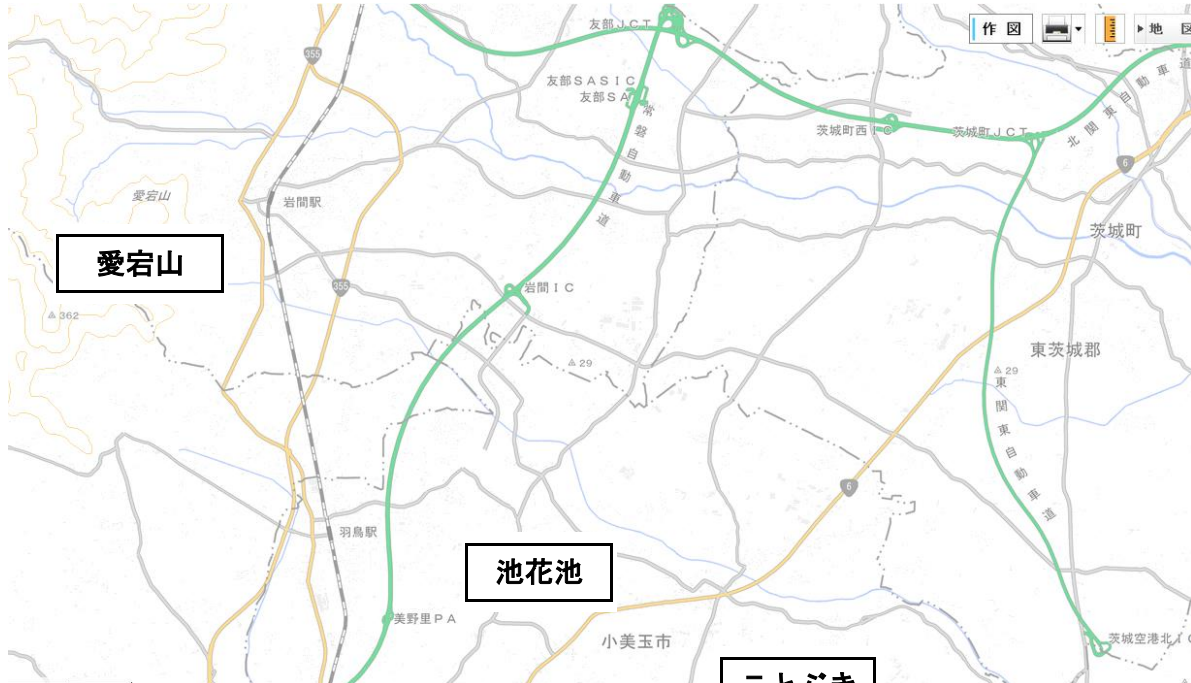 作 図
▶地 図
355
友部JCT
友部SASIC
友部SA
常磐自動車道
茨城町西IC
茨城町JCT
北関東自動車道
6
愛宕山
岩間駅
茨城町
愛宕山
355
岩間IC
362
29
東茨城郡
29
東関東自動車道
6
羽鳥駅
池花池
美野里PA
小美玉市
茨城空港北IC